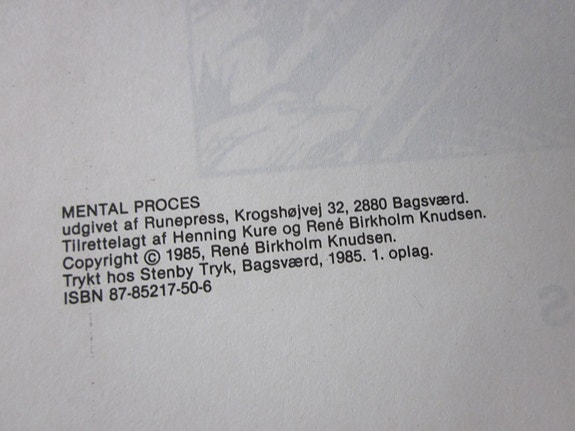 MENTAL PROCES
udgivet af Runepress, Krogshøjvej 32, 2880 Bagsværd.
Tilrettelagt af Henning Kure og René Birkholm Knudsen.
Copyright © 1985, René Birkholm Knudsen.
Trykt hos Stenby Tryk, Bagsværd, 1985. 1. oplag.
ISBN 87-85217-50-6